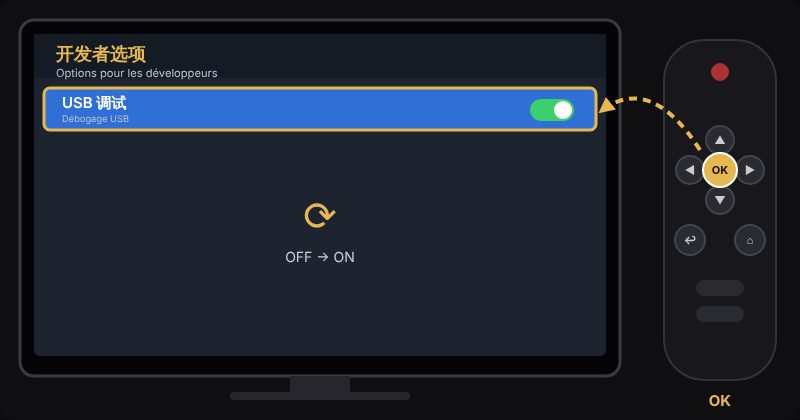 开发者选项
Options pour les développeurs
USB 调试
Débogage USB
OFF → ON
OK
OK